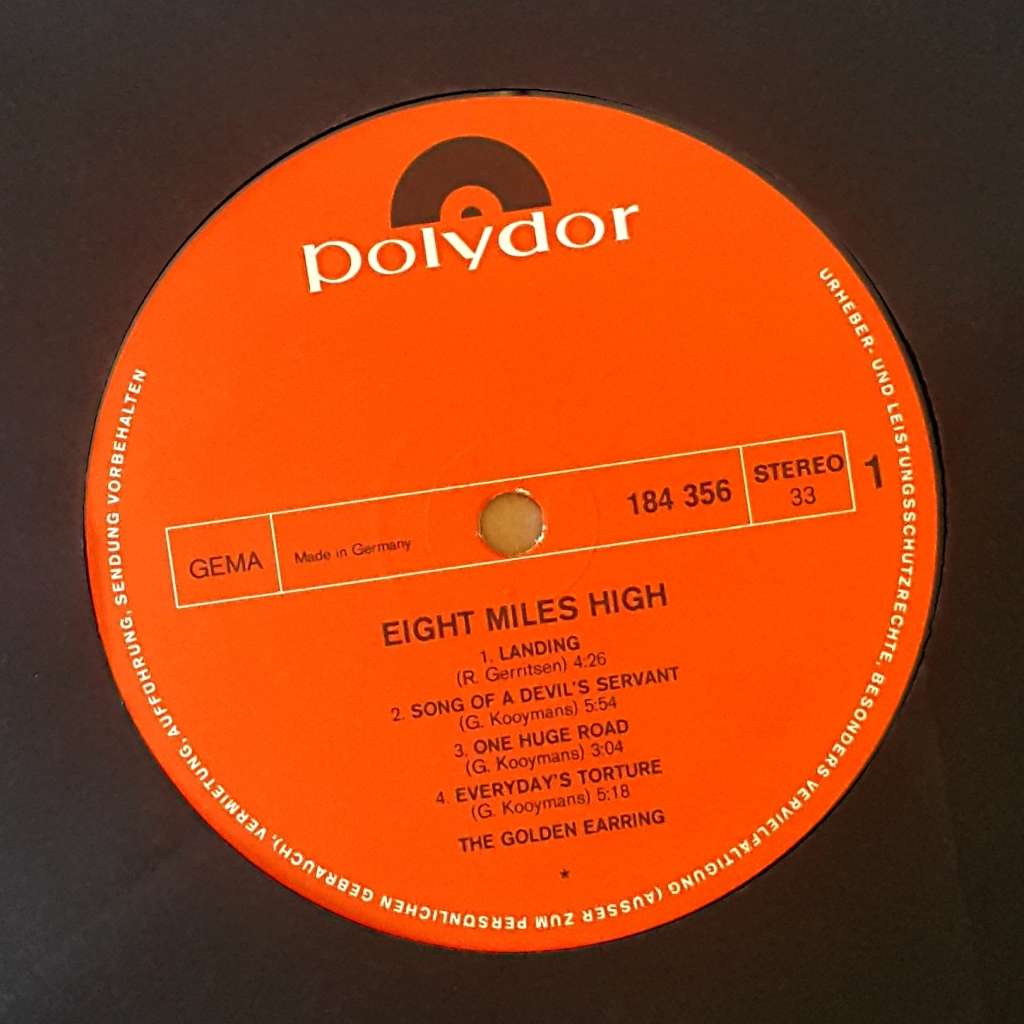 polydor
URHEBER- UND LEISTUNGSSCHUTZRECHTE, BESONDERS VERVIELFÄLTIGUNG (AUSSER ZUM PERSÖNLICHEN GEBRAUCH), VERMIETUNG, AUFFÜHRUNG, SENDUNG VORBEHALTEN
GEMA
Made in Germany
184 356
STEREO
33
1
EIGHT MILES HIGH
1. LANDING
(R. Gerritsen) 4:26
2. SONG OF A DEVIL'S SERVANT
(G. Kooymans) 5:54
3. ONE HUGE ROAD
(G. Kooymans) 3:04
4. EVERYDAY'S TORTURE
(G. Kooymans) 5:18
THE GOLDEN EARRING
*